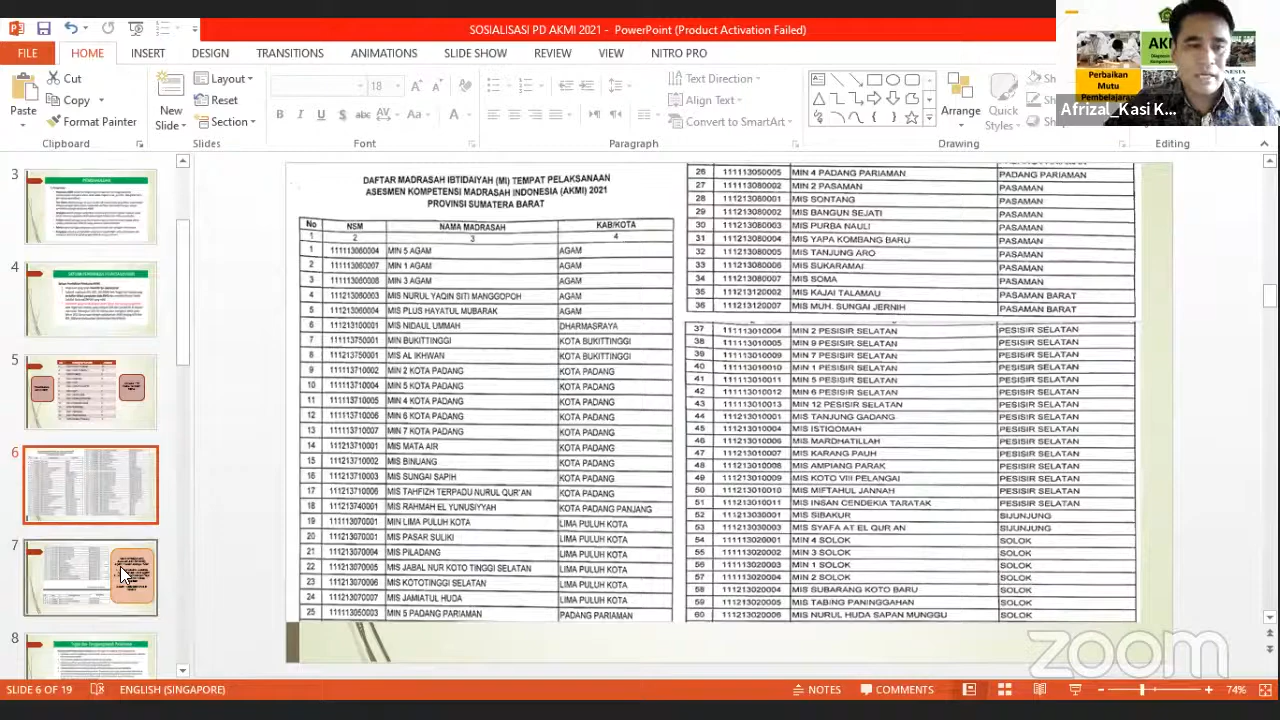 SOSIALISASI PD AKMI 2021 - PowerPoint (Product Activation Failed)
FILE HOME INSERT DESIGN TRANSITIONS ANIMATIONS SLIDE SHOW REVIEW VIEW NITRO PRO
Paste
Cut
Copy
Format Painter
Clipboard
New
Slide
Layout
Reset
Section
Slides
18
Font
Text Direction
Align Text
Convert to SmartArt
Paragraph
Arrange
Quick
Styles
Drawing
Editing
Perbaikan
Mutu
Pembelajaran
Afrizal_Kasi K...
3
4
5
6
7
8
DAFTAR MADRASAH IBTIDAIYAH (MI) TEMPAT PELAKSANAAN
ASESMEN KOMPETENSI MADRASAH INDONESIA (AKMI) 2021
PROVINSI SUMATERA BARAT
No NSM NAMA MADRASAH KAB/KOTA
1 2 3 4
1 111113060004 MIN 5 AGAM AGAM
2 111113060007 MIN 1 AGAM AGAM
3 111113060008 MIN 3 AGAM AGAM
4 111213060003 MIS NURUL YAQIN SITI MANGGOPOH AGAM
5 111213060004 MIS PLUS HAYATUL MUBARAK AGAM
6 111213100001 MIS NIDAUL UMMAH DHARMASRAYA
7 111113750001 MIN BUKITTINGGI KOTA BUKITTINGGI
8 111213750001 MIS AL IKHWAN KOTA BUKITTINGGI
9 111113710002 MIN 2 KOTA PADANG KOTA PADANG
10 111113710004 MIN 5 KOTA PADANG KOTA PADANG
11 111113710005 MIN 4 KOTA PADANG KOTA PADANG
12 111113710006 MIN 6 KOTA PADANG KOTA PADANG
13 111113710007 MIN 7 KOTA PADANG KOTA PADANG
14 111213710001 MIS MATA AIR KOTA PADANG
15 111213710002 MIS BINUANG KOTA PADANG
16 111213710003 MIS SUNGAI SAPIH KOTA PADANG
17 111213710006 MIS TAHFIZH TERPADU NURUL QUR'AN KOTA PADANG
18 111213740001 MIS RAHMAH EL YUNUSIYYAH KOTA PADANG PANJANG
19 111113070001 MIN LIMA PULUH KOTA LIMA PULUH KOTA
20 111213070001 MIS PASAR SULIKI LIMA PULUH KOTA
21 111213070004 MIS PILADANG LIMA PULUH KOTA
22 111213070005 MIS JABAL NUR KOTO TINGGI SELATAN LIMA PULUH KOTA
23 111213070006 MIS KOTOTINGGI SELATAN LIMA PULUH KOTA
24 111213070007 MIS JAMIATUL HUDA LIMA PULUH KOTA
25 111113050003 MIN 5 PADANG PARIAMAN PADANG PARIAMAN
26 111113050005 MIN 4 PADANG PARIAMAN PADANG PARIAMAN
27 111113080002 MIN 2 PASAMAN PASAMAN
28 111213080001 MIS SONTANG PASAMAN
29 111213080002 MIS BANGUN SEJATI PASAMAN
30 111213080003 MIS PURBA NAULI PASAMAN
31 111213080004 MIS YAPA KOMBANG BARU PASAMAN
32 111213080005 MIS TANJUNG ARO PASAMAN
33 111213080006 MIS SUKARAMAI PASAMAN
34 111213080007 MIS SOMA PASAMAN
35 111213120002 MIS KAJAI TALAMAU PASAMAN BARAT
36 111213120007 MIS MUH. SUNGAI JERNIH PASAMAN BARAT
37 111113010004 MIN 2 PESISIR SELATAN PESISIR SELATAN
38 111113010005 MIN 9 PESISIR SELATAN PESISIR SELATAN
39 111113010009 MIN 7 PESISIR SELATAN PESISIR SELATAN
40 111113010010 MIN 1 PESISIR SELATAN PESISIR SELATAN
41 111113010011 MIN 5 PESISIR SELATAN PESISIR SELATAN
42 111113010012 MIN 6 PESISIR SELATAN PESISIR SELATAN
43 111113010013 MIN 12 PESISIR SELATAN PESISIR SELATAN
44 111213010001 MIS TANJUNG GADANG PESISIR SELATAN
45 111213010004 MIS ISTIQOMAH PESISIR SELATAN
46 111213010006 MIS MARDHATILLAH PESISIR SELATAN
47 111213010007 MIS KARANG PAUH PESISIR SELATAN
48 111213010008 MIS AMPIANG PARAK PESISIR SELATAN
49 111213010009 MIS KOTO VIII PELANGAI PESISIR SELATAN
50 111213010010 MIS MIFTAHUL JANNAH PESISIR SELATAN
51 111213010011 MIS INSAN CENDEKIA TARATAK PESISIR SELATAN
52 111213030001 MIS SIBAKUR SIJUNJUNG
53 111213030003 MIS SYAFA AT EL QUR AN SIJUNJUNG
54 111113020001 MIN 4 SOLOK SOLOK
55 111113020002 MIN 3 SOLOK SOLOK
56 111113020003 MIN 1 SOLOK SOLOK
57 111113020004 MIN 2 SOLOK SOLOK
58 111213020004 MIS SUBARANG KOTO BARU SOLOK
59 111213020005 MIS TABING PANINGGAHAN SOLOK
60 111213020006 MIS NURUL HUDA SAPAN MUNGGU SOLOK
zoom
SLIDE 6 OF 19 ENGLISH (SINGAPORE) NOTES COMMENTS 74%